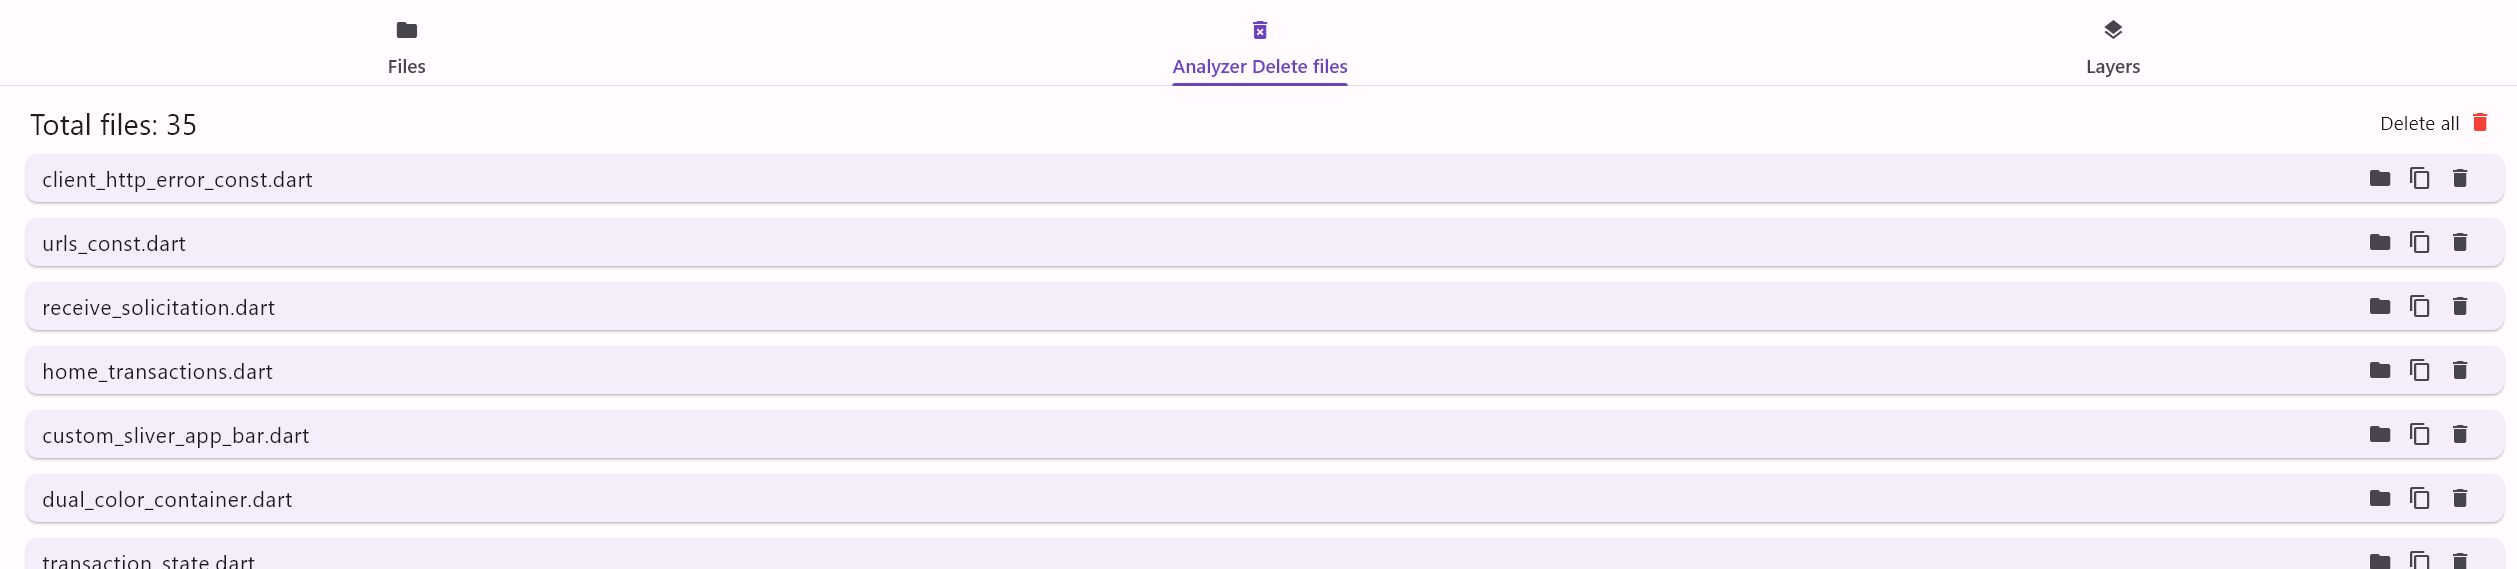 Files
Analyzer Delete files
Layers
Total files: 35
Delete all
client_http_error_const.dart
urls_const.dart
receive_solicitation.dart
home_transactions.dart
custom_sliver_app_bar.dart
dual_color_container.dart
transaction_state.dart